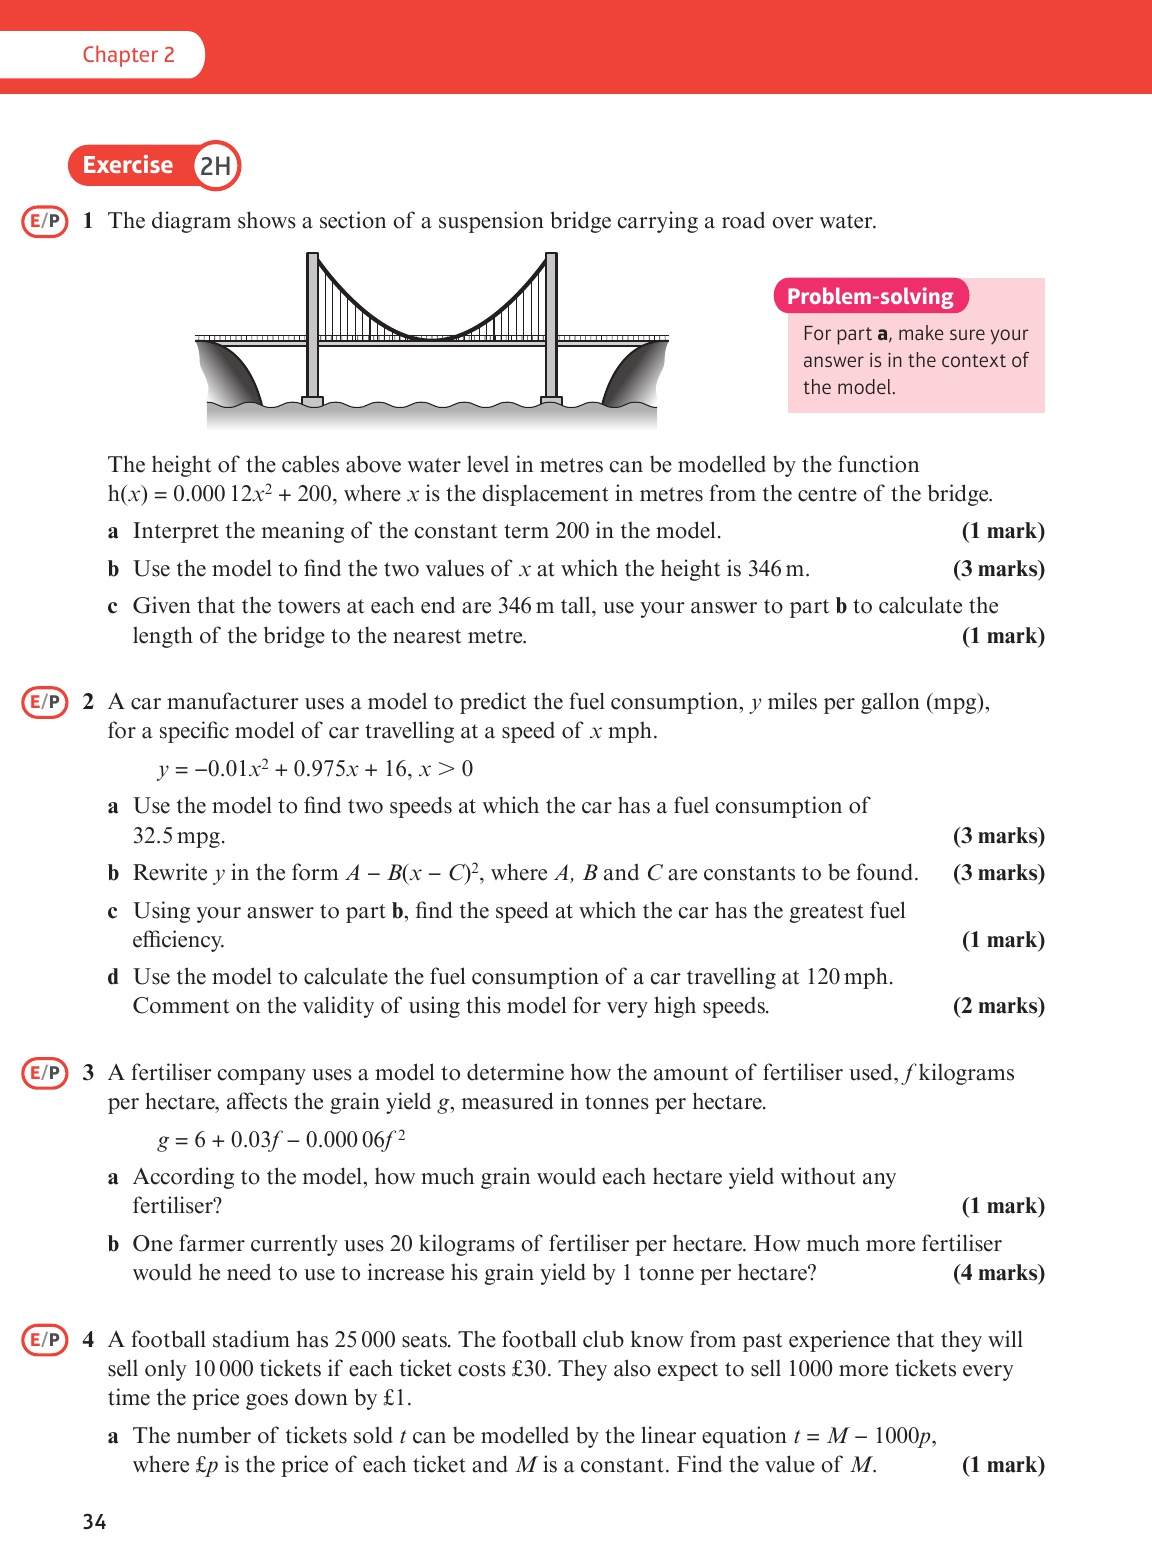 Chapter 2
Exercise 2H
E/P 1 The diagram shows a section of a suspension bridge carrying a road over water.
Problem-solving
For part a, make sure your
answer is in the context of
the model.
The height of the cables above water level in metres can be modelled by the function
h(x) = 0.000 12x² + 200, where x is the displacement in metres from the centre of the bridge.
a Interpret the meaning of the constant term 200 in the model. (1 mark)
b Use the model to find the two values of x at which the height is 346 m. (3 marks)
c Given that the towers at each end are 346 m tall, use your answer to part b to calculate the
length of the bridge to the nearest metre. (1 mark)
E/P 2 A car manufacturer uses a model to predict the fuel consumption, y miles per gallon (mpg),
for a specific model of car travelling at a speed of x mph.
y = −0.01x² + 0.975x + 16, x > 0
a Use the model to find two speeds at which the car has a fuel consumption of
32.5 mpg. (3 marks)
b Rewrite y in the form A − B(x − C)², where A, B and C are constants to be found. (3 marks)
c Using your answer to part b, find the speed at which the car has the greatest fuel
efficiency. (1 mark)
d Use the model to calculate the fuel consumption of a car travelling at 120 mph.
Comment on the validity of using this model for very high speeds. (2 marks)
E/P 3 A fertiliser company uses a model to determine how the amount of fertiliser used, f kilograms
per hectare, affects the grain yield g, measured in tonnes per hectare.
g = 6 + 0.03f − 0.000 06f²
a According to the model, how much grain would each hectare yield without any
fertiliser? (1 mark)
b One farmer currently uses 20 kilograms of fertiliser per hectare. How much more fertiliser
would he need to use to increase his grain yield by 1 tonne per hectare? (4 marks)
E/P 4 A football stadium has 25 000 seats. The football club know from past experience that they will
sell only 10 000 tickets if each ticket costs £30. They also expect to sell 1000 more tickets every
time the price goes down by £1.
a The number of tickets sold t can be modelled by the linear equation t = M − 1000p,
where £p is the price of each ticket and M is a constant. Find the value of M. (1 mark)
34